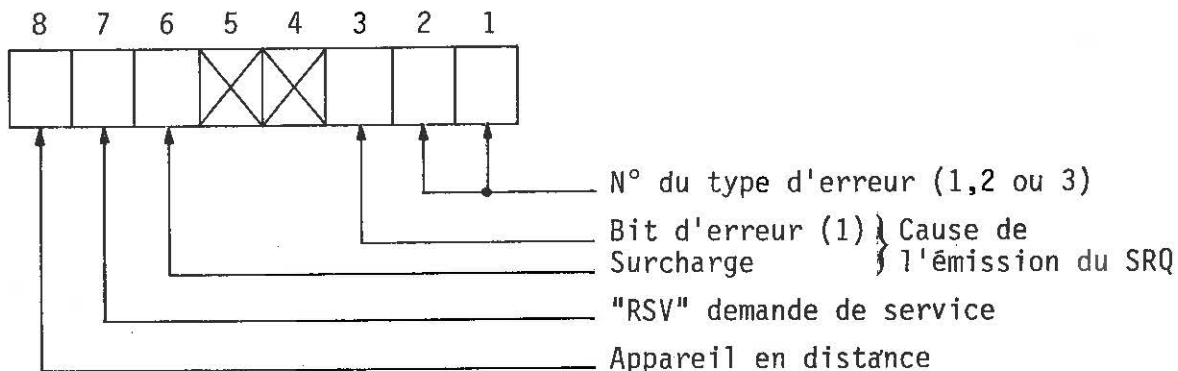 8 7 6 5 4 3 2 1
N° du type d'erreur (1,2 ou 3)
Bit d'erreur (1) } Cause de
Surcharge } l'émission du SRQ
"RSV" demande de service
Appareil en distance